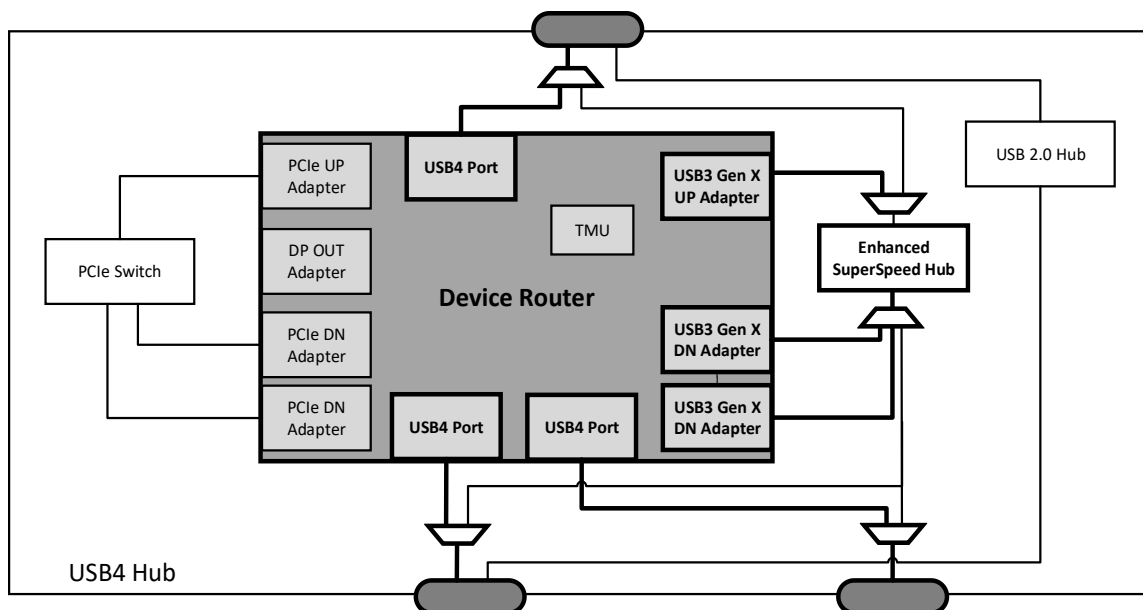 PCIe UP
Adapter
USB4 Port
USB3 Gen X
UP Adapter
USB 2.0 Hub
TMU
DP OUT
Adapter
PCIe Switch
Enhanced
SuperSpeed Hub
Device Router
PCIe DN
Adapter
USB3 Gen X
DN Adapter
PCIe DN
Adapter
USB4 Port
USB4 Port
USB3 Gen X
DN Adapter
USB4 Hub